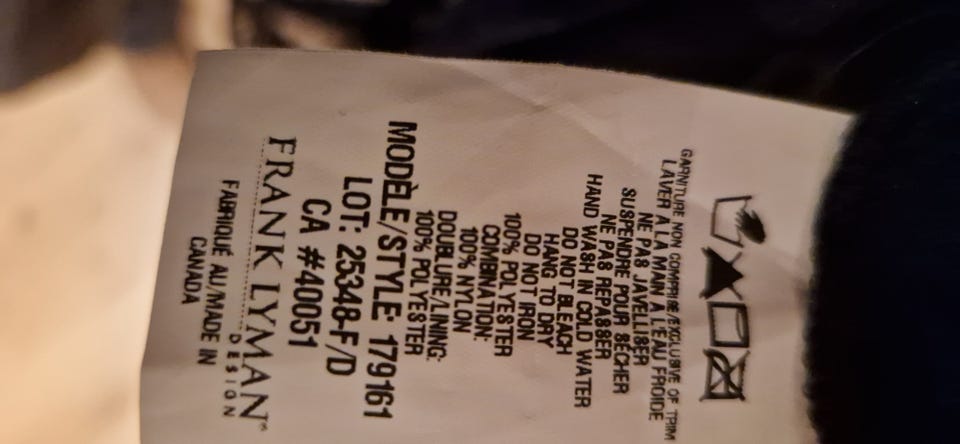 GARNITURE NON COMPRISE/EXCLUSIVE OF TRIM
LAVER A LA MAIN A L'EAU FROIDE
NE PAS JAVELLISER
SUSPENDRE POUR SECHER
NE PAS REPASSER
HAND WASH IN COLD WATER
DO NOT BLEACH
HANG TO DRY
DO NOT IRON
100% POLYESTER
COMBINATION:
100% NYLON
DOUBLURE/LINING:
100% POLYESTER
MODÈLE/STYLE: 179161
LOT: 25348-F/D
CA #40051
FRANK LYMAN®
DESIGN
FABRIQUÉ AU/MADE IN
CANADA